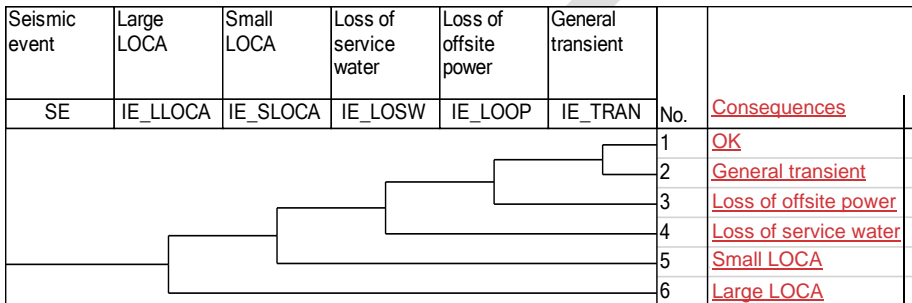 Seismic event
Large LOCA
Small LOCA
Loss of service water
Loss of offsite power
General transient
SE
IE_LLOCA
IE_SLOCA
IE_LOSW
IE_LOOP
IE_TRAN
No.
Consequences
1 OK
2 General transient
3 Loss of offsite power
4 Loss of service water
5 Small LOCA
6 Large LOCA